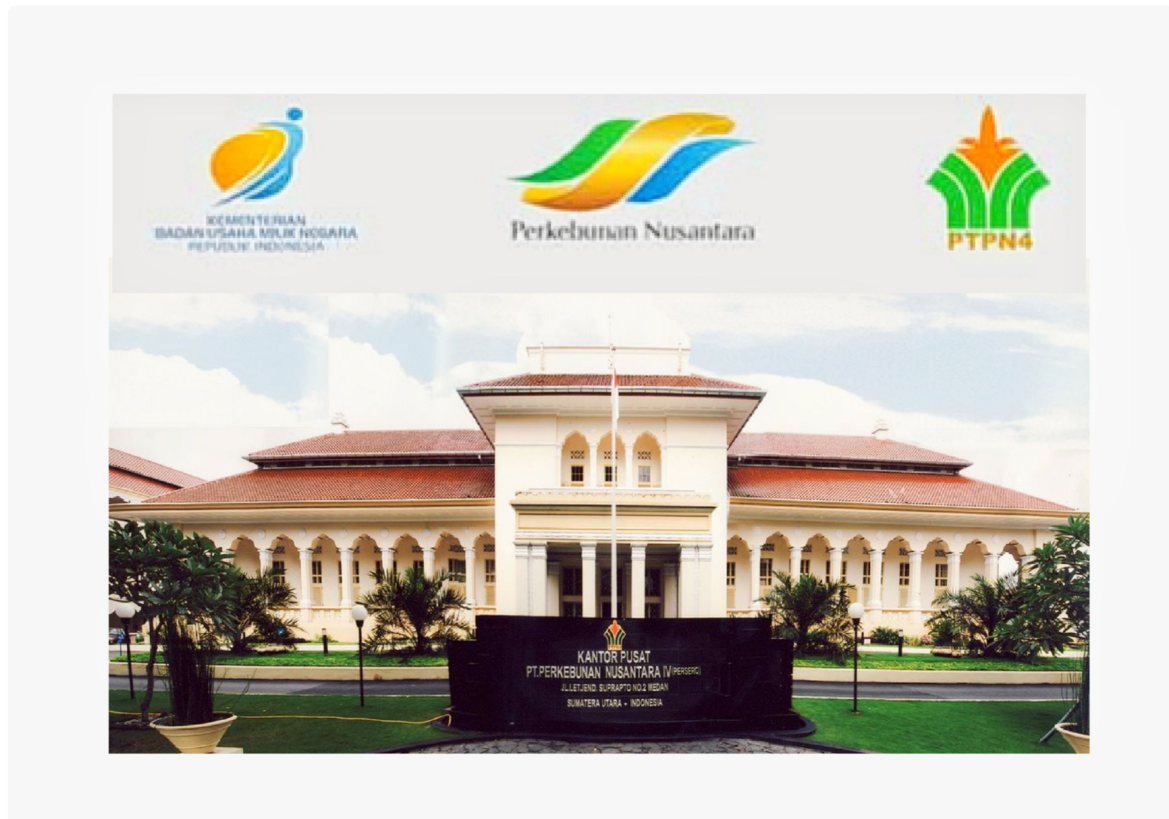 KEMENTERIAN
BADAN USAHA MILIK NEGARA
REPUBLIK INDONESIA
Perkebunan Nusantara
PTPN4
KANTOR PUSAT
PT.PERKEBUNAN NUSANTARA IV (PERSERO)
JL.LETJEND. SUPRAPTO NO.2 MEDAN
SUMATERA UTARA - INDONESIA